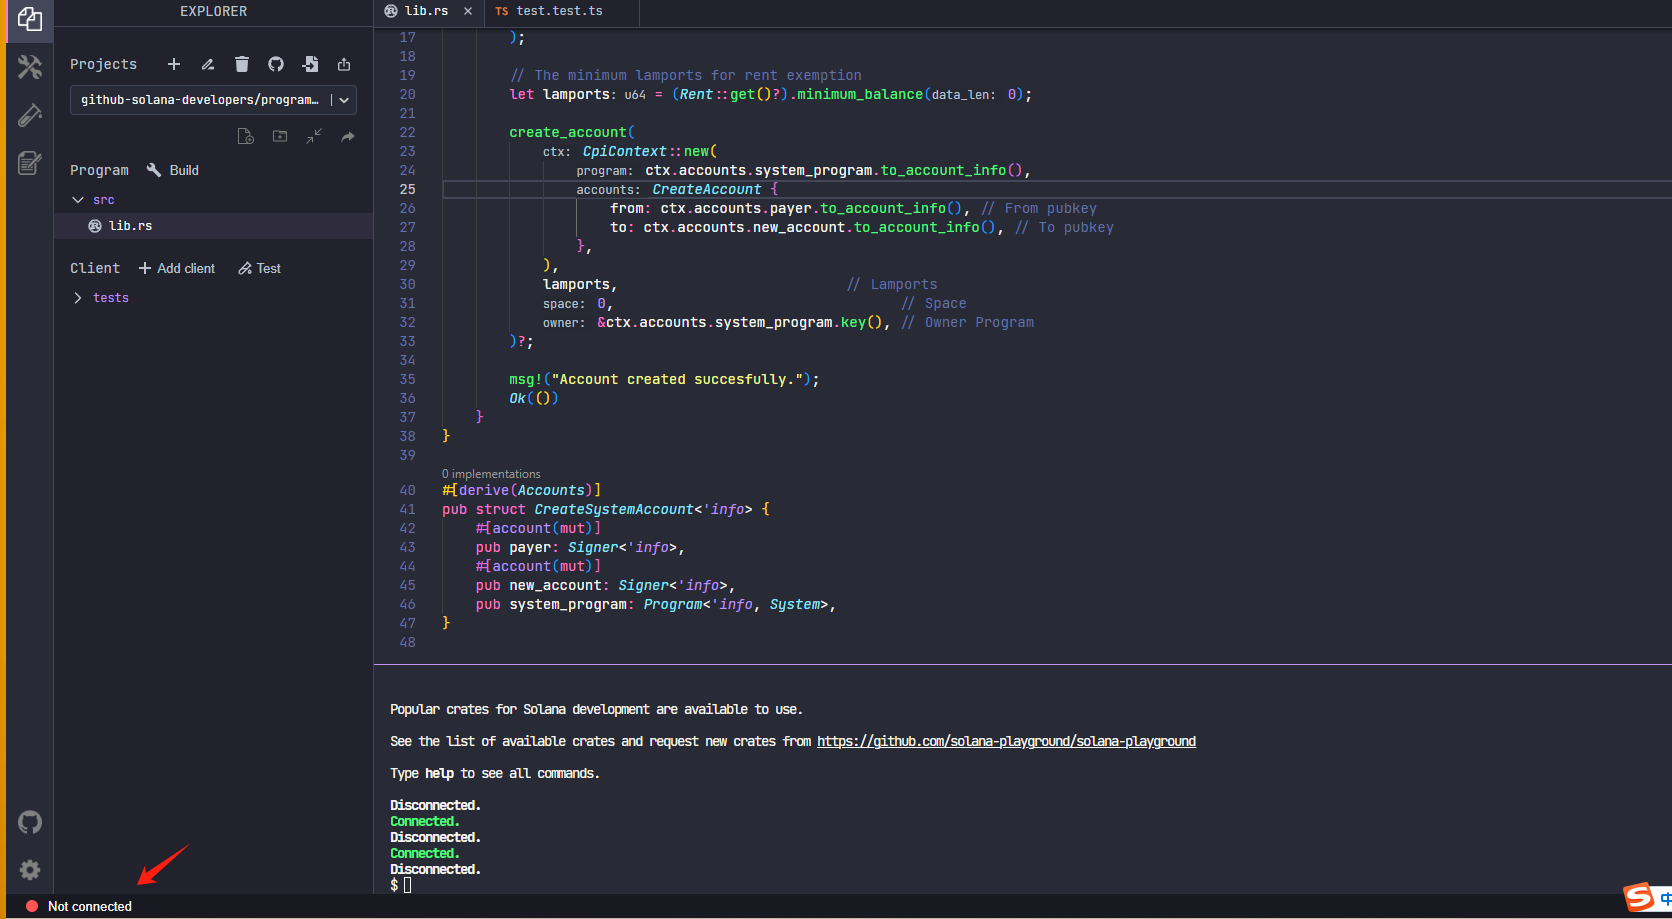 EXPLORER
lib.rs ×
TS test.test.ts
Projects
github-solana-developers/program…
Program Build
src
lib.rs
Client + Add client Test
tests
17 );
18
19 // The minimum lamports for rent exemption
20 let lamports: u64 = (Rent::get()?).minimum_balance(data_len: 0);
21
22 create_account(
23 ctx: CpiContext::new(
24 program: ctx.accounts.system_program.to_account_info(),
25 accounts: CreateAccount {
26 from: ctx.accounts.payer.to_account_info(), // From pubkey
27 to: ctx.accounts.new_account.to_account_info(), // To pubkey
28 },
29 ),
30 lamports, // Lamports
31 space: 0, // Space
32 owner: &ctx.accounts.system_program.key(), // Owner Program
33 )?;
34
35 msg!("Account created succesfully.");
36 Ok(())
37 }
38 }
39
0 implementations
40 #[derive(Accounts)]
41 pub struct CreateSystemAccount<'info> {
42 #[account(mut)]
43 pub payer: Signer<'info>,
44 #[account(mut)]
45 pub new_account: Signer<'info>,
46 pub system_program: Program<'info, System>,
47 }
48
Popular crates for Solana development are available to use.
See the list of available crates and request new crates from https://github.com/solana-playground/solana-playground
Type help to see all commands.
Disconnected.
Connected.
Disconnected.
Connected.
Disconnected.
$
Not connected
S 中